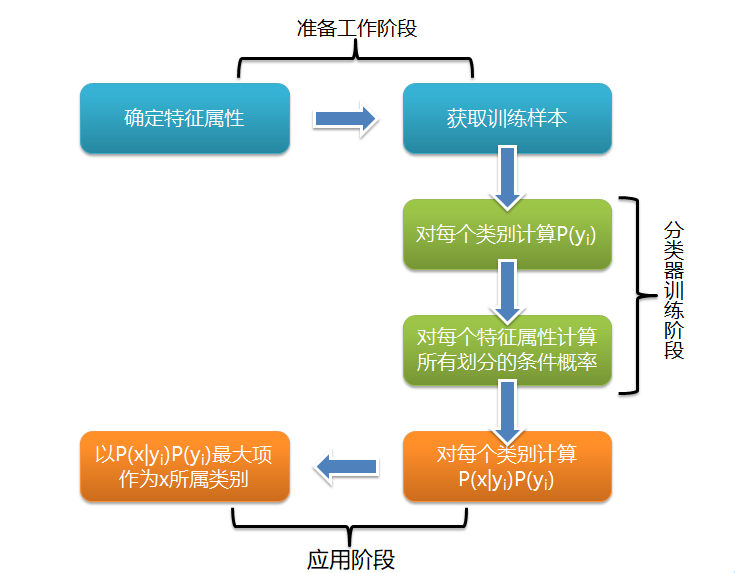 准备工作阶段
确定特征属性
获取训练样本
对每个类别计算P(yi)
对每个特征属性计算
所有划分的条件概率
分类器训练阶段
对每个类别计算
P(x|yi)P(yi)
以P(x|yi)P(yi)最大项
作为x所属类别
应用阶段